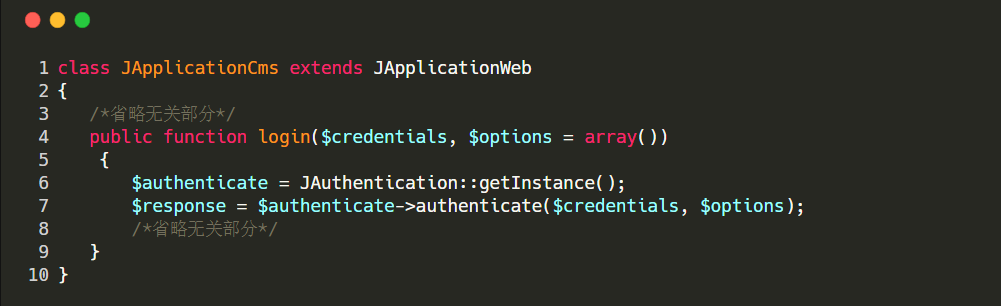 1 class JApplicationCms extends JApplicationWeb
2 {
3    /*省略无关部分*/
4    public function login($credentials, $options = array())
5     {
6        $authenticate = JAuthentication::getInstance();
7        $response = $authenticate->authenticate($credentials, $options);
8        /*省略无关部分*/
9    }
10 }